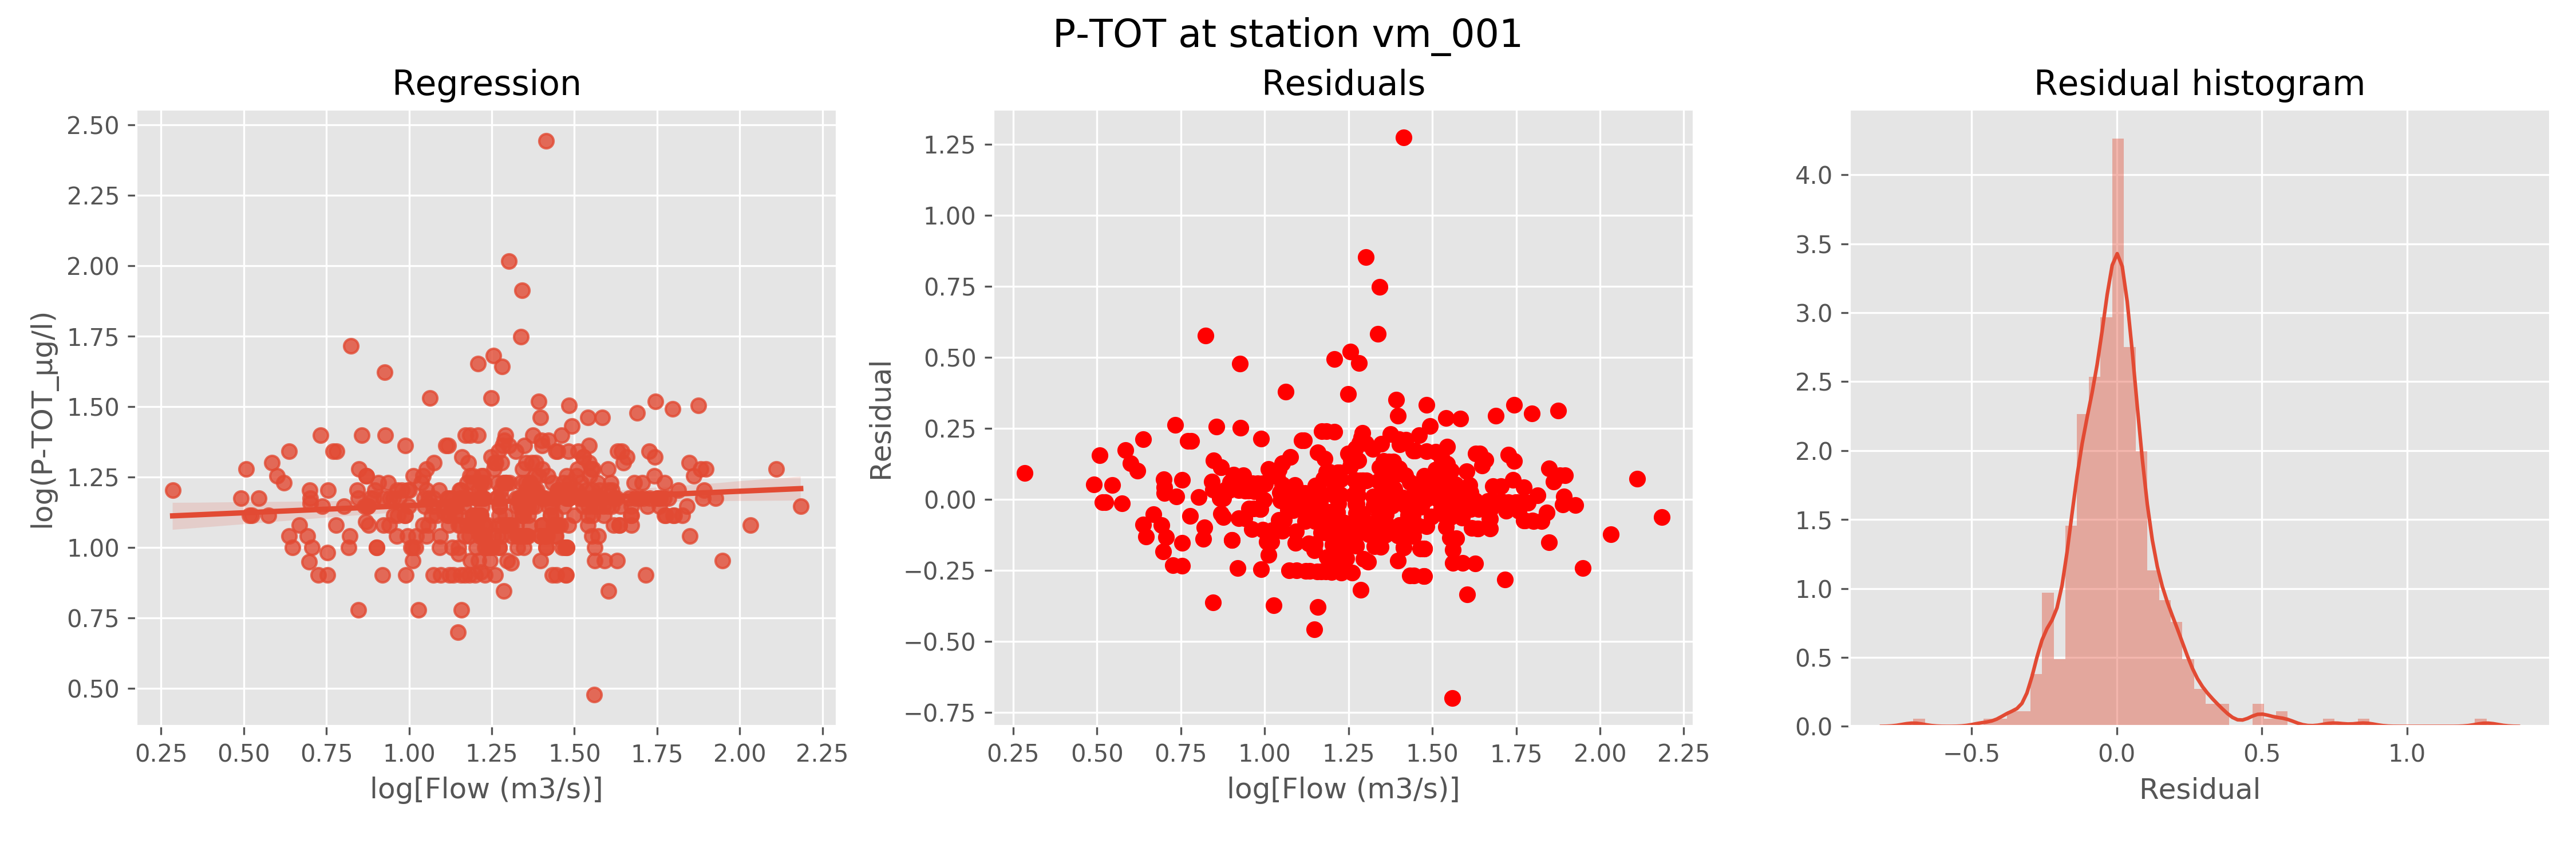 P-TOT at station vm_001
Regression
2.50
2.25
2.00
1.75
1.50
1.25
1.00
0.75
0.50
log(P-TOT_µg/l)
0.25 0.50 0.75 1.00 1.25 1.50 1.75 2.00 2.25
log[Flow (m3/s)]
Residuals
1.25
1.00
0.75
0.50
0.25
0.00
−0.25
−0.50
−0.75
Residual
0.25 0.50 0.75 1.00 1.25 1.50 1.75 2.00 2.25
log[Flow (m3/s)]
Residual histogram
4.0
3.5
3.0
2.5
2.0
1.5
1.0
0.5
0.0
−0.5 0.0 0.5 1.0
Residual